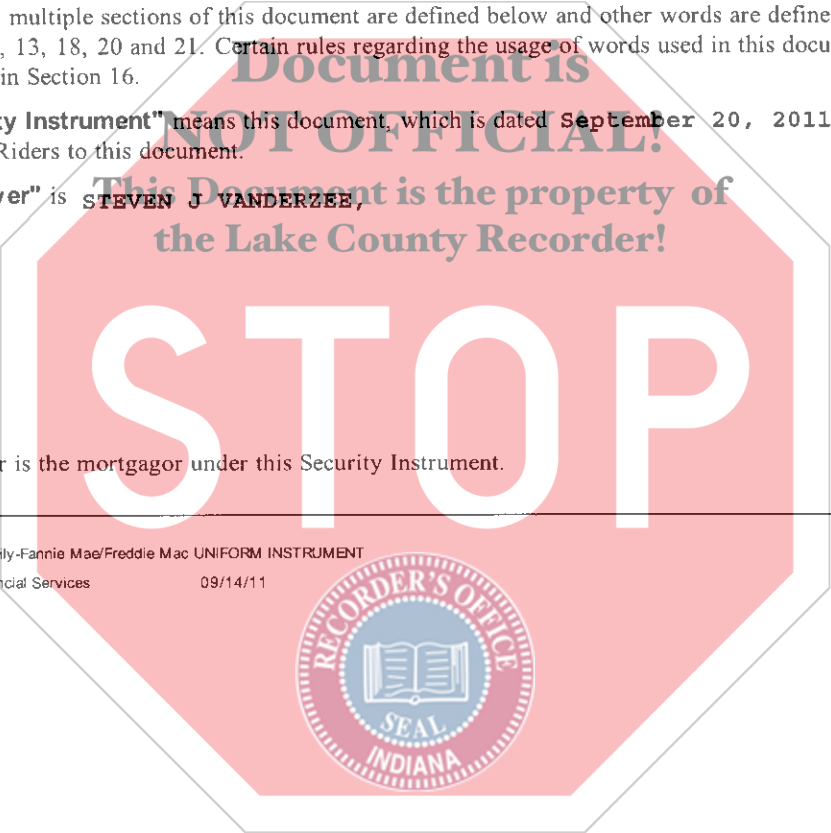 multiple sections of this document are defined below and other words are define
, 13, 18, 20 and 21. Certain rules regarding the usage of words used in this docu
in Section 16.
Document is
ty Instrument" means this document, which is dated September 20, 2011
NOT OFFICIAL!
Riders to this document.
This Document is the property of
ver" is STEVEN J VANDERZEE,
the Lake County Recorder!
STOP
r is the mortgagor under this Security Instrument.
ily-Fannie Mae/Freddie Mac UNIFORM INSTRUMENT
ncial Services 09/14/11
RECORDER'S OFFICE
SEAL
INDIANA